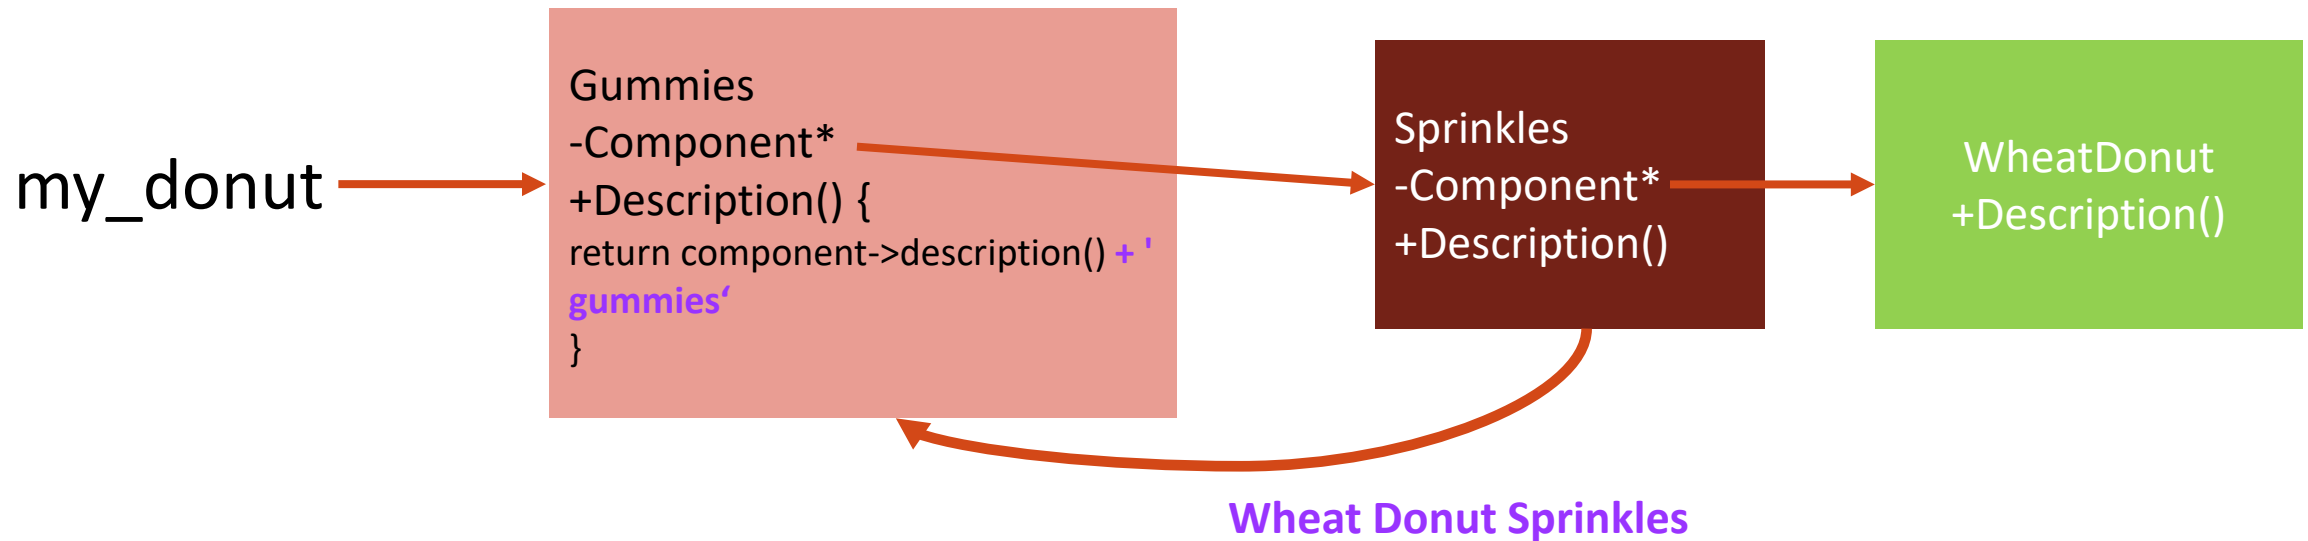 my_donut
Gummies
-Component*
+Description() {
return component->description() + '
gummies‘
}
Sprinkles
-Component*
+Description()
WheatDonut
+Description()
Wheat Donut Sprinkles